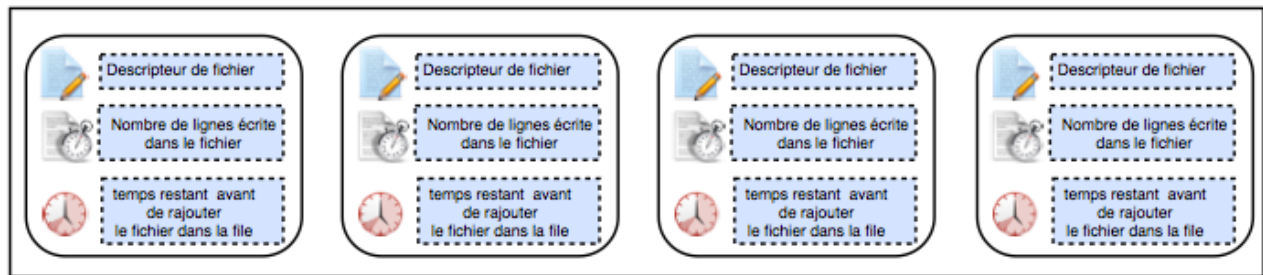 Descripteur de fichier
Nombre de lignes écrite
dans le fichier
temps restant avant
de rajouter
le fichier dans la file
Descripteur de fichier
Nombre de lignes écrite
dans le fichier
temps restant avant
de rajouter
le fichier dans la file
Descripteur de fichier
Nombre de lignes écrite
dans le fichier
temps restant avant
de rajouter
le fichier dans la file
Descripteur de fichier
Nombre de lignes écrite
dans le fichier
temps restant avant
de rajouter
le fichier dans la file